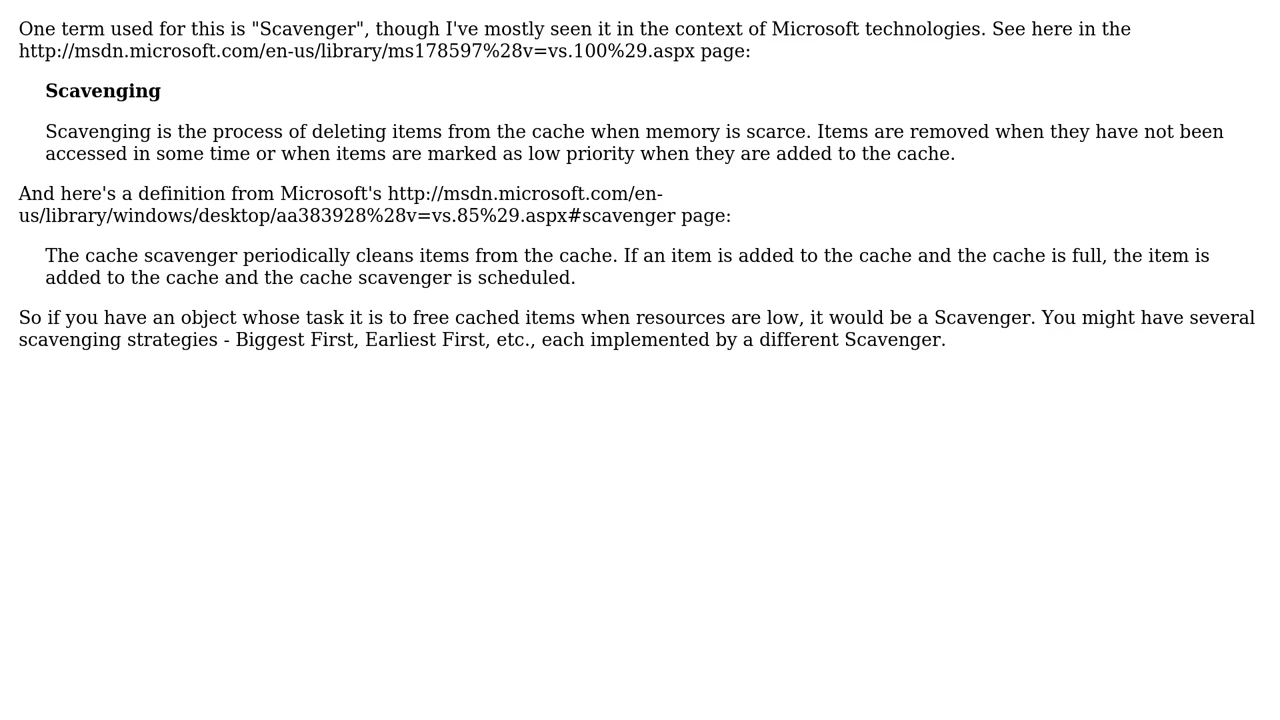 One term used for this is "Scavenger", though I've mostly seen it in the context of Microsoft technologies. See here in the
http://msdn.microsoft.com/en-us/library/ms178597%28v=vs.100%29.aspx page:
Scavenging
Scavenging is the process of deleting items from the cache when memory is scarce. Items are removed when they have not been
accessed in some time or when items are marked as low priority when they are added to the cache.
And here's a definition from Microsoft's http://msdn.microsoft.com/en-
us/library/windows/desktop/aa383928%28v=vs.85%29.aspx#scavenger page:
The cache scavenger periodically cleans items from the cache. If an item is added to the cache and the cache is full, the item is
added to the cache and the cache scavenger is scheduled.
So if you have an object whose task it is to free cached items when resources are low, it would be a Scavenger. You might have several
scavenging strategies - Biggest First, Earliest First, etc., each implemented by a different Scavenger.